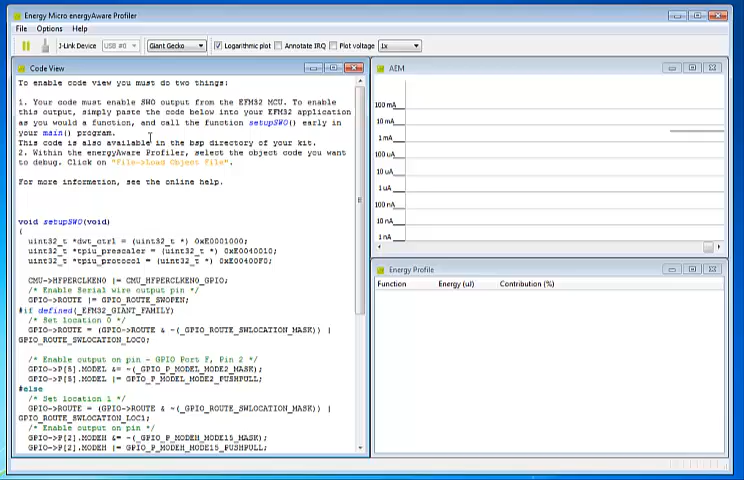 Energy Micro energyAware Profiler
File Options Help
J-Link Device USB #0 Giant Gecko Logarithmic plot Annotate IRQ Plot voltage 1x
Code View
To enable code view you must do two things:
1. Your code must enable SWO output from the EFM32 MCU. To enable
this output, simply paste the code below into your EFM32 application
as you would a function, and call the function setupSWO() early in
your main() program.
This code is also available in the bsp directory of your kit.
2. Within the energyAware Profiler, select the object code you want
to debug. Click on "File->Load Object File".
For more information, see the online help.
void setupSWO(void)
{
uint32_t *dwt_ctrl = (uint32_t *) 0xE0001000;
uint32_t *tpiu_prescaler = (uint32_t *) 0xE0040010;
uint32_t *tpiu_protocol = (uint32_t *) 0xE00400F0;
CMU->HFPERCLKEN0 |= CMU_HFPERCLKEN0_GPIO;
/* Enable Serial wire output pin */
GPIO->ROUTE |= GPIO_ROUTE_SWOPEN;
#if defined(_EFM32_GIANT_FAMILY)
/* Set location 0 */
GPIO->ROUTE = (GPIO->ROUTE & ~(_GPIO_ROUTE_SWLOCATION_MASK)) |
GPIO_ROUTE_SWLOCATION_LOC0;
/* Enable output on pin - GPIO Port F, Pin 2 */
GPIO->P[5].MODEL &= ~(_GPIO_P_MODEL_MODE2_MASK);
GPIO->P[5].MODEL |= GPIO_P_MODEL_MODE2_PUSHPULL;
#else
/* Set location 1 */
GPIO->ROUTE = (GPIO->ROUTE & ~(_GPIO_ROUTE_SWLOCATION_MASK)) |
GPIO_ROUTE_SWLOCATION_LOC1;
/* Enable output on pin */
GPIO->P[2].MODEH &= ~(_GPIO_P_MODEH_MODE15_MASK);
GPIO->P[2].MODEH |= GPIO_P_MODEH_MODE15_PUSHPULL;
AEM
100 mA
10 mA
1 mA
100 uA
10 uA
1 uA
100 nA
10 nA
1 nA
Energy Profile
Function Energy (uJ) Contribution (%)